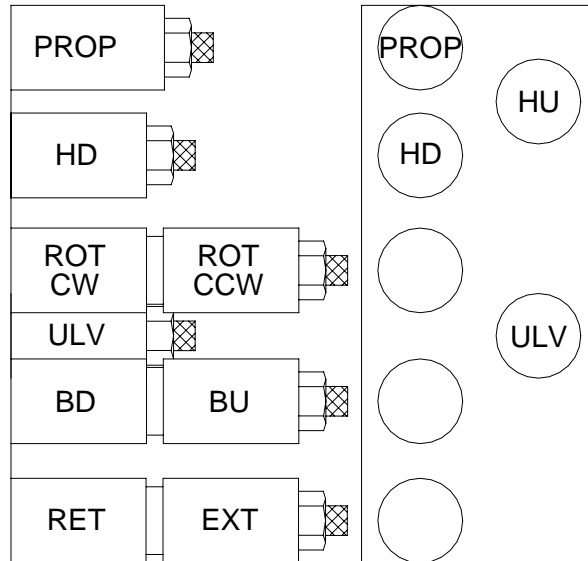 PROP
PROP
HU
HD
HD
ROT
CW
ROT
CCW
ULV
ULV
BD
BU
RET
EXT